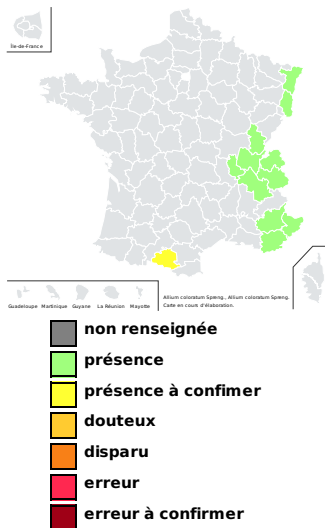 Île-de-France
Guadeloupe Martinique Guyane La Réunion Mayotte
Allium coloratum Spreng., Allium coloratum Spreng.
Carte en cours d'élaboration.
non renseignée
présence
présence à confimer
douteux
disparu
erreur
erreur à confirmer